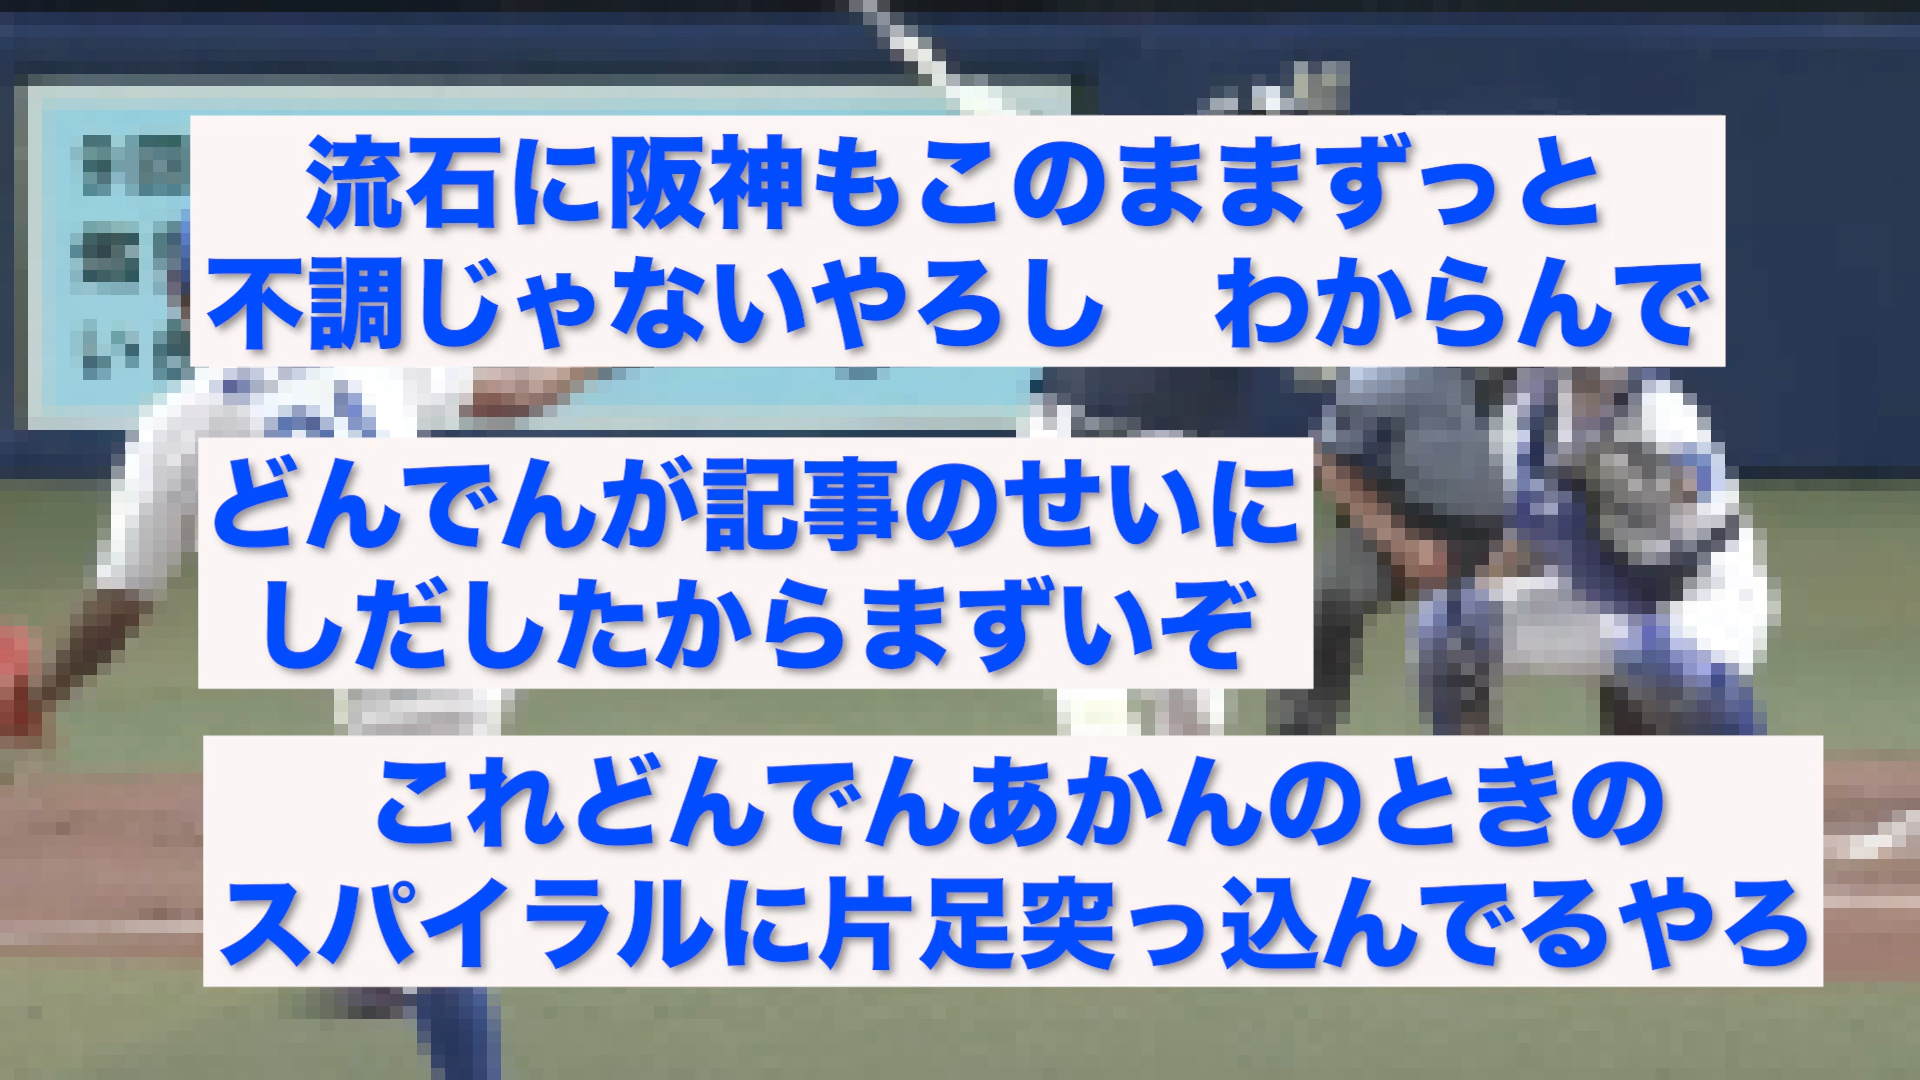 流石に阪神もこのままずっと
不調じゃないやろし　わからんで
どんでんが記事のせいに
しだしたからまずいぞ
これどんでんあかんのときの
スパイラルに片足突っ込んでるやろ